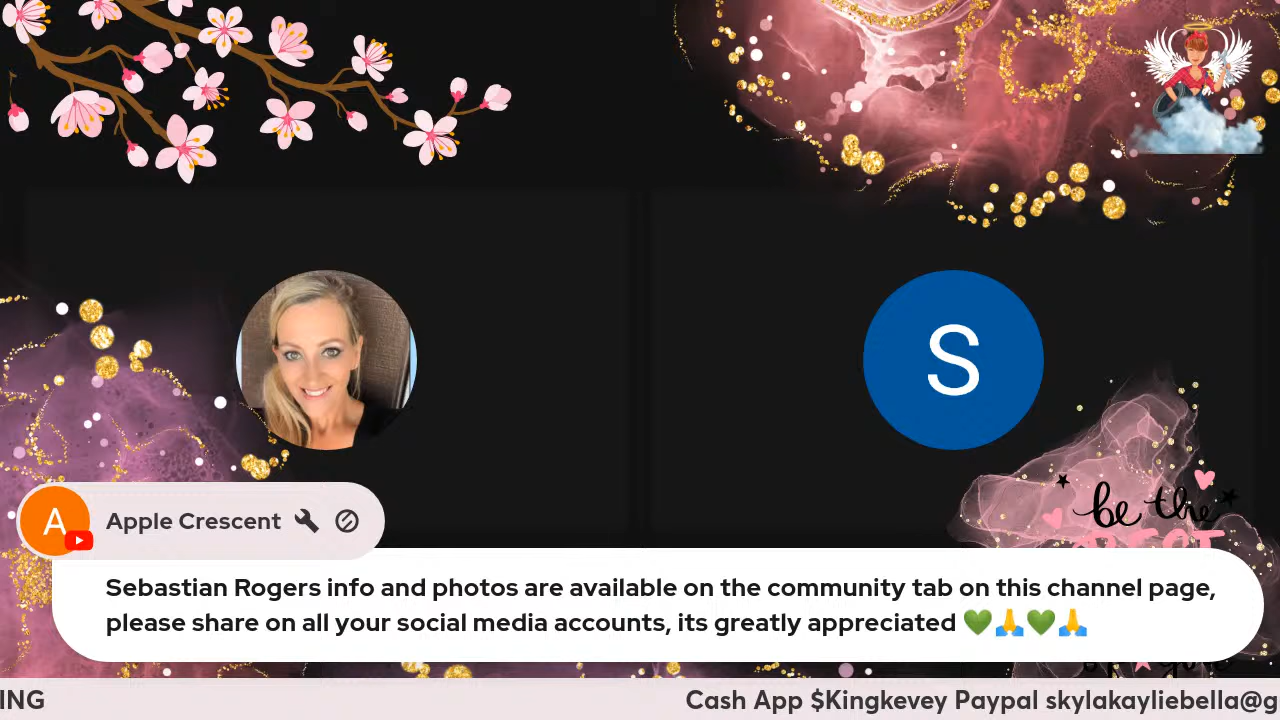 S
be the
A
Apple Crescent
Sebastian Rogers info and photos are available on the community tab on this channel page,
please share on all your social media accounts, its greatly appreciated 💚🙏💚🙏
ING
Cash App $Kingkevey Paypal skylakayliebella@g